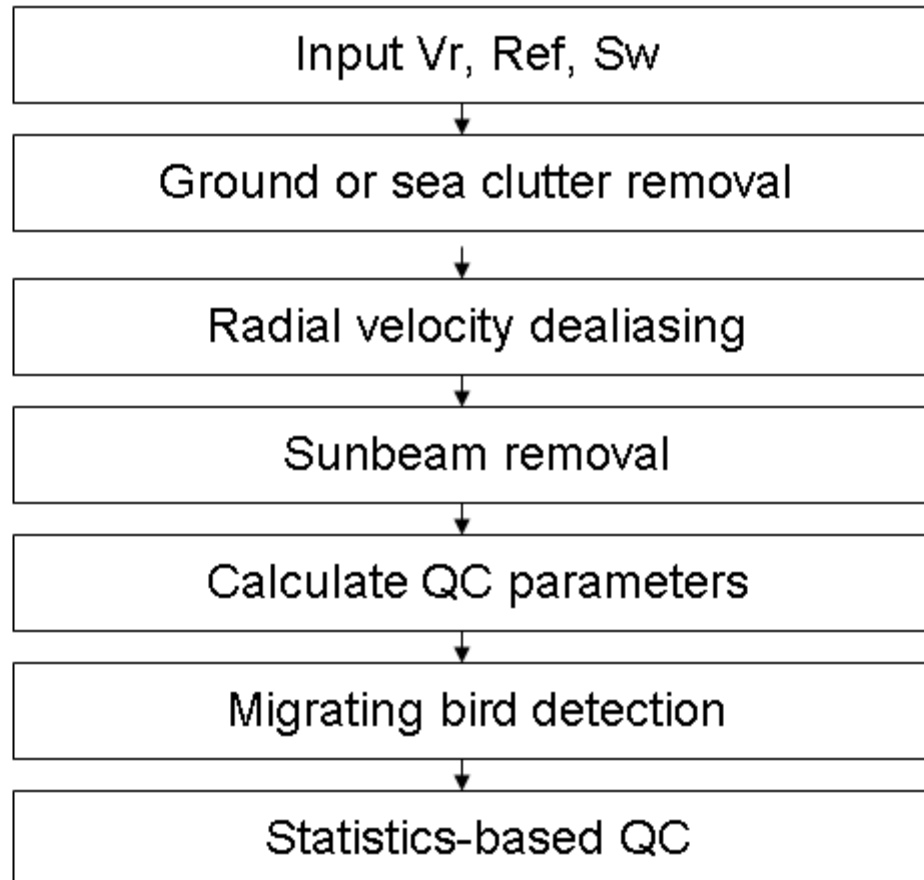 Input Vr, Ref, Sw
Ground or sea clutter removal
Radial velocity dealiasing
Sunbeam removal
Calculate QC parameters
Migrating bird detection
Statistics-based QC